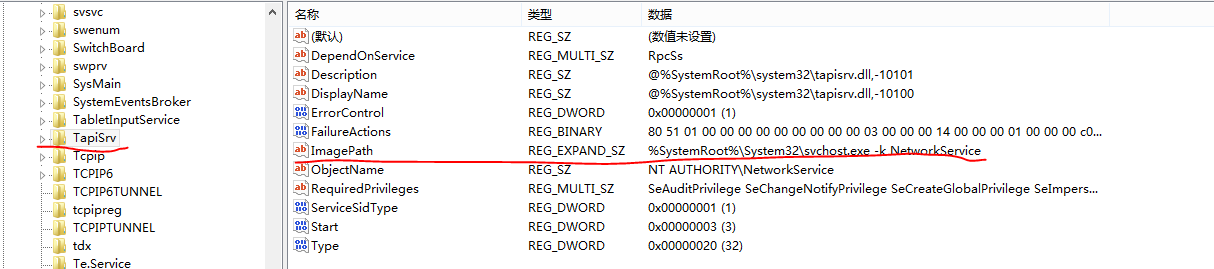 svsvc
swenum
SwitchBoard
swprv
SysMain
SystemEventsBroker
TabletInputService
TapiSrv
Tcpip
TCPIP6
TCPIP6TUNNEL
tcpipreg
TCPIPTUNNEL
tdx
Te.Service
名称 类型 数据
(默认) REG_SZ (数值未设置)
DependOnService REG_MULTI_SZ RpcSs
Description REG_SZ @%SystemRoot%\system32\tapisrv.dll,-10101
DisplayName REG_SZ @%SystemRoot%\system32\tapisrv.dll,-10100
ErrorControl REG_DWORD 0x00000001 (1)
FailureActions REG_BINARY 80 51 01 00 00 00 00 00 00 00 00 00 03 00 00 00 14 00 00 00 01 00 00 00 c0...
ImagePath REG_EXPAND_SZ %SystemRoot%\System32\svchost.exe -k NetworkService
ObjectName REG_SZ NT AUTHORITY\NetworkService
RequiredPrivileges REG_MULTI_SZ SeAuditPrivilege SeChangeNotifyPrivilege SeCreateGlobalPrivilege SeImpers...
ServiceSidType REG_DWORD 0x00000001 (1)
Start REG_DWORD 0x00000003 (3)
Type REG_DWORD 0x00000020 (32)